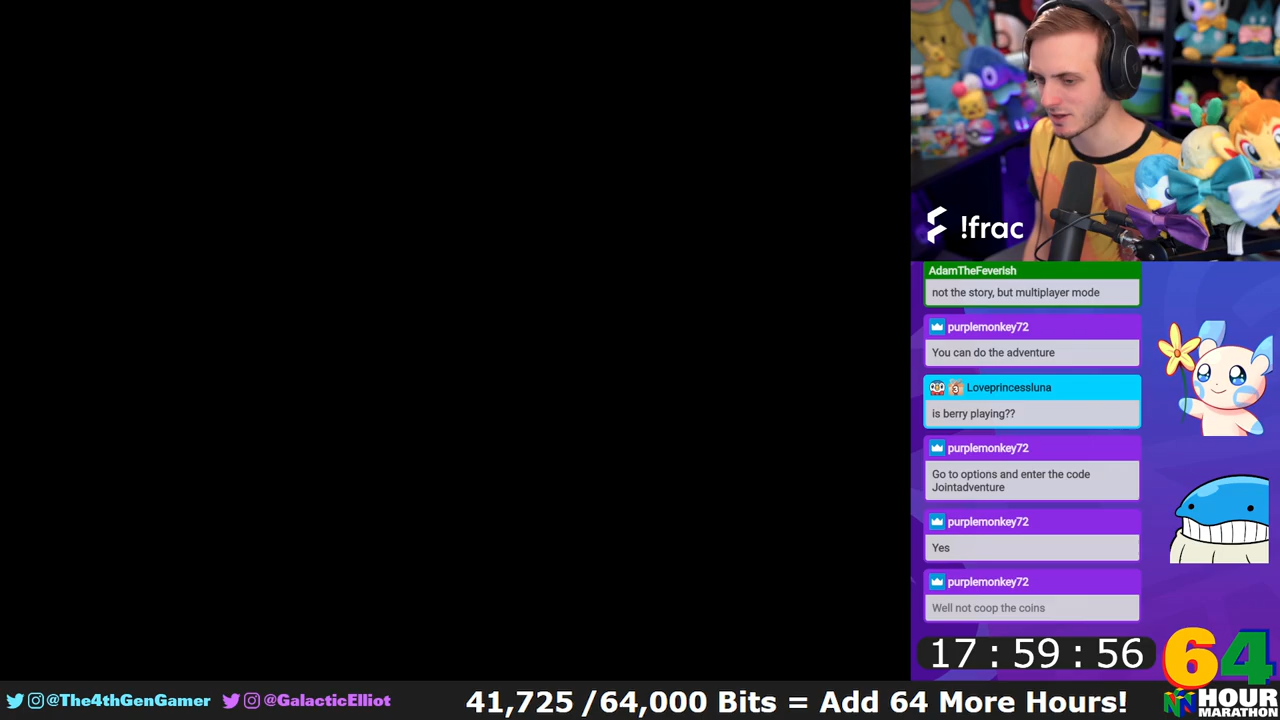 !frac
AdamTheFeverish
not the story, but multiplayer mode
purplemonkey72
You can do the adventure
Loveprincessluna
is berry playing??
purplemonkey72
Go to options and enter the code
Jointadventure
purplemonkey72
Yes
purplemonkey72
Well not coop the coins
17:59:56
64
HOUR
MARATHON
@The4thGenGamer
@GalacticElliot
41,725 /64,000 Bits = Add 64 More Hours!